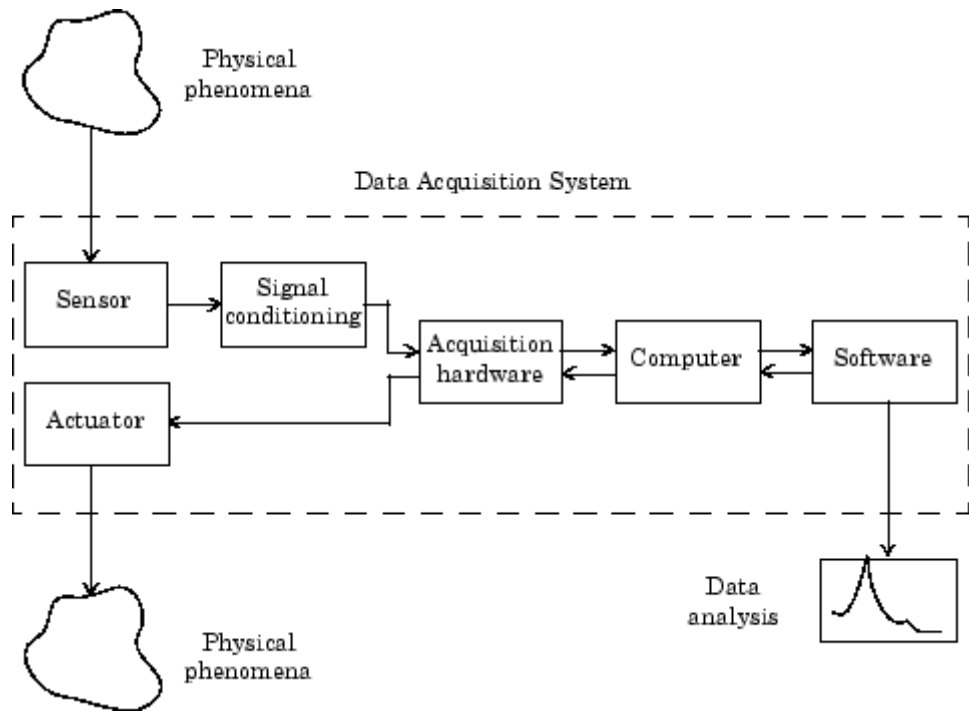 Physical
phenomena
Data Acquisition System
Sensor
Signal
conditioning
Acquisition
hardware
Computer
Software
Actuator
Data
analysis
Physical
phenomena